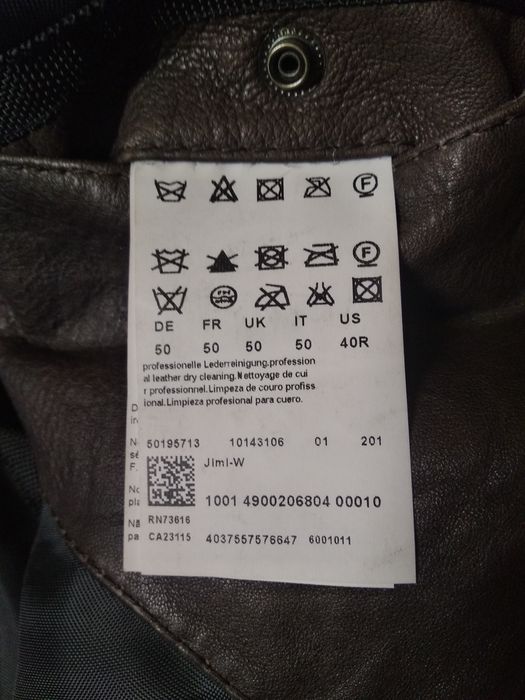 F
F
DE FR UK IT US
50 50 50 50 40R
professionelle Lederreinigung.profession
al leather dry cleaning.Nettoyage de cui
r professionnel.Limpeza de couro profiss
ional.Limpieza profesional para cuero.
50195713 10143106 01 201
Jimi-W
1001 4900206804 00010
RN73616
CA23115 4037557576647 6001011